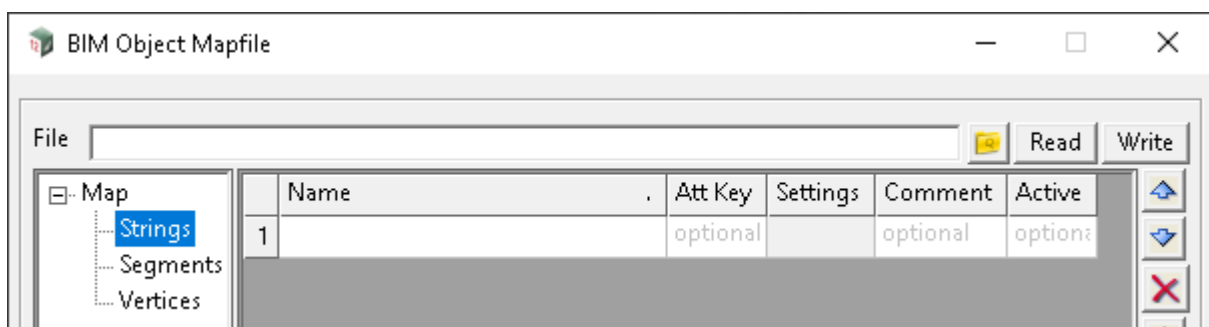 BIM Object Mapfile
File Read Write
Map
Strings
Segments
Vertices
Name Att Key Settings Comment Active
1 optional optional optiona